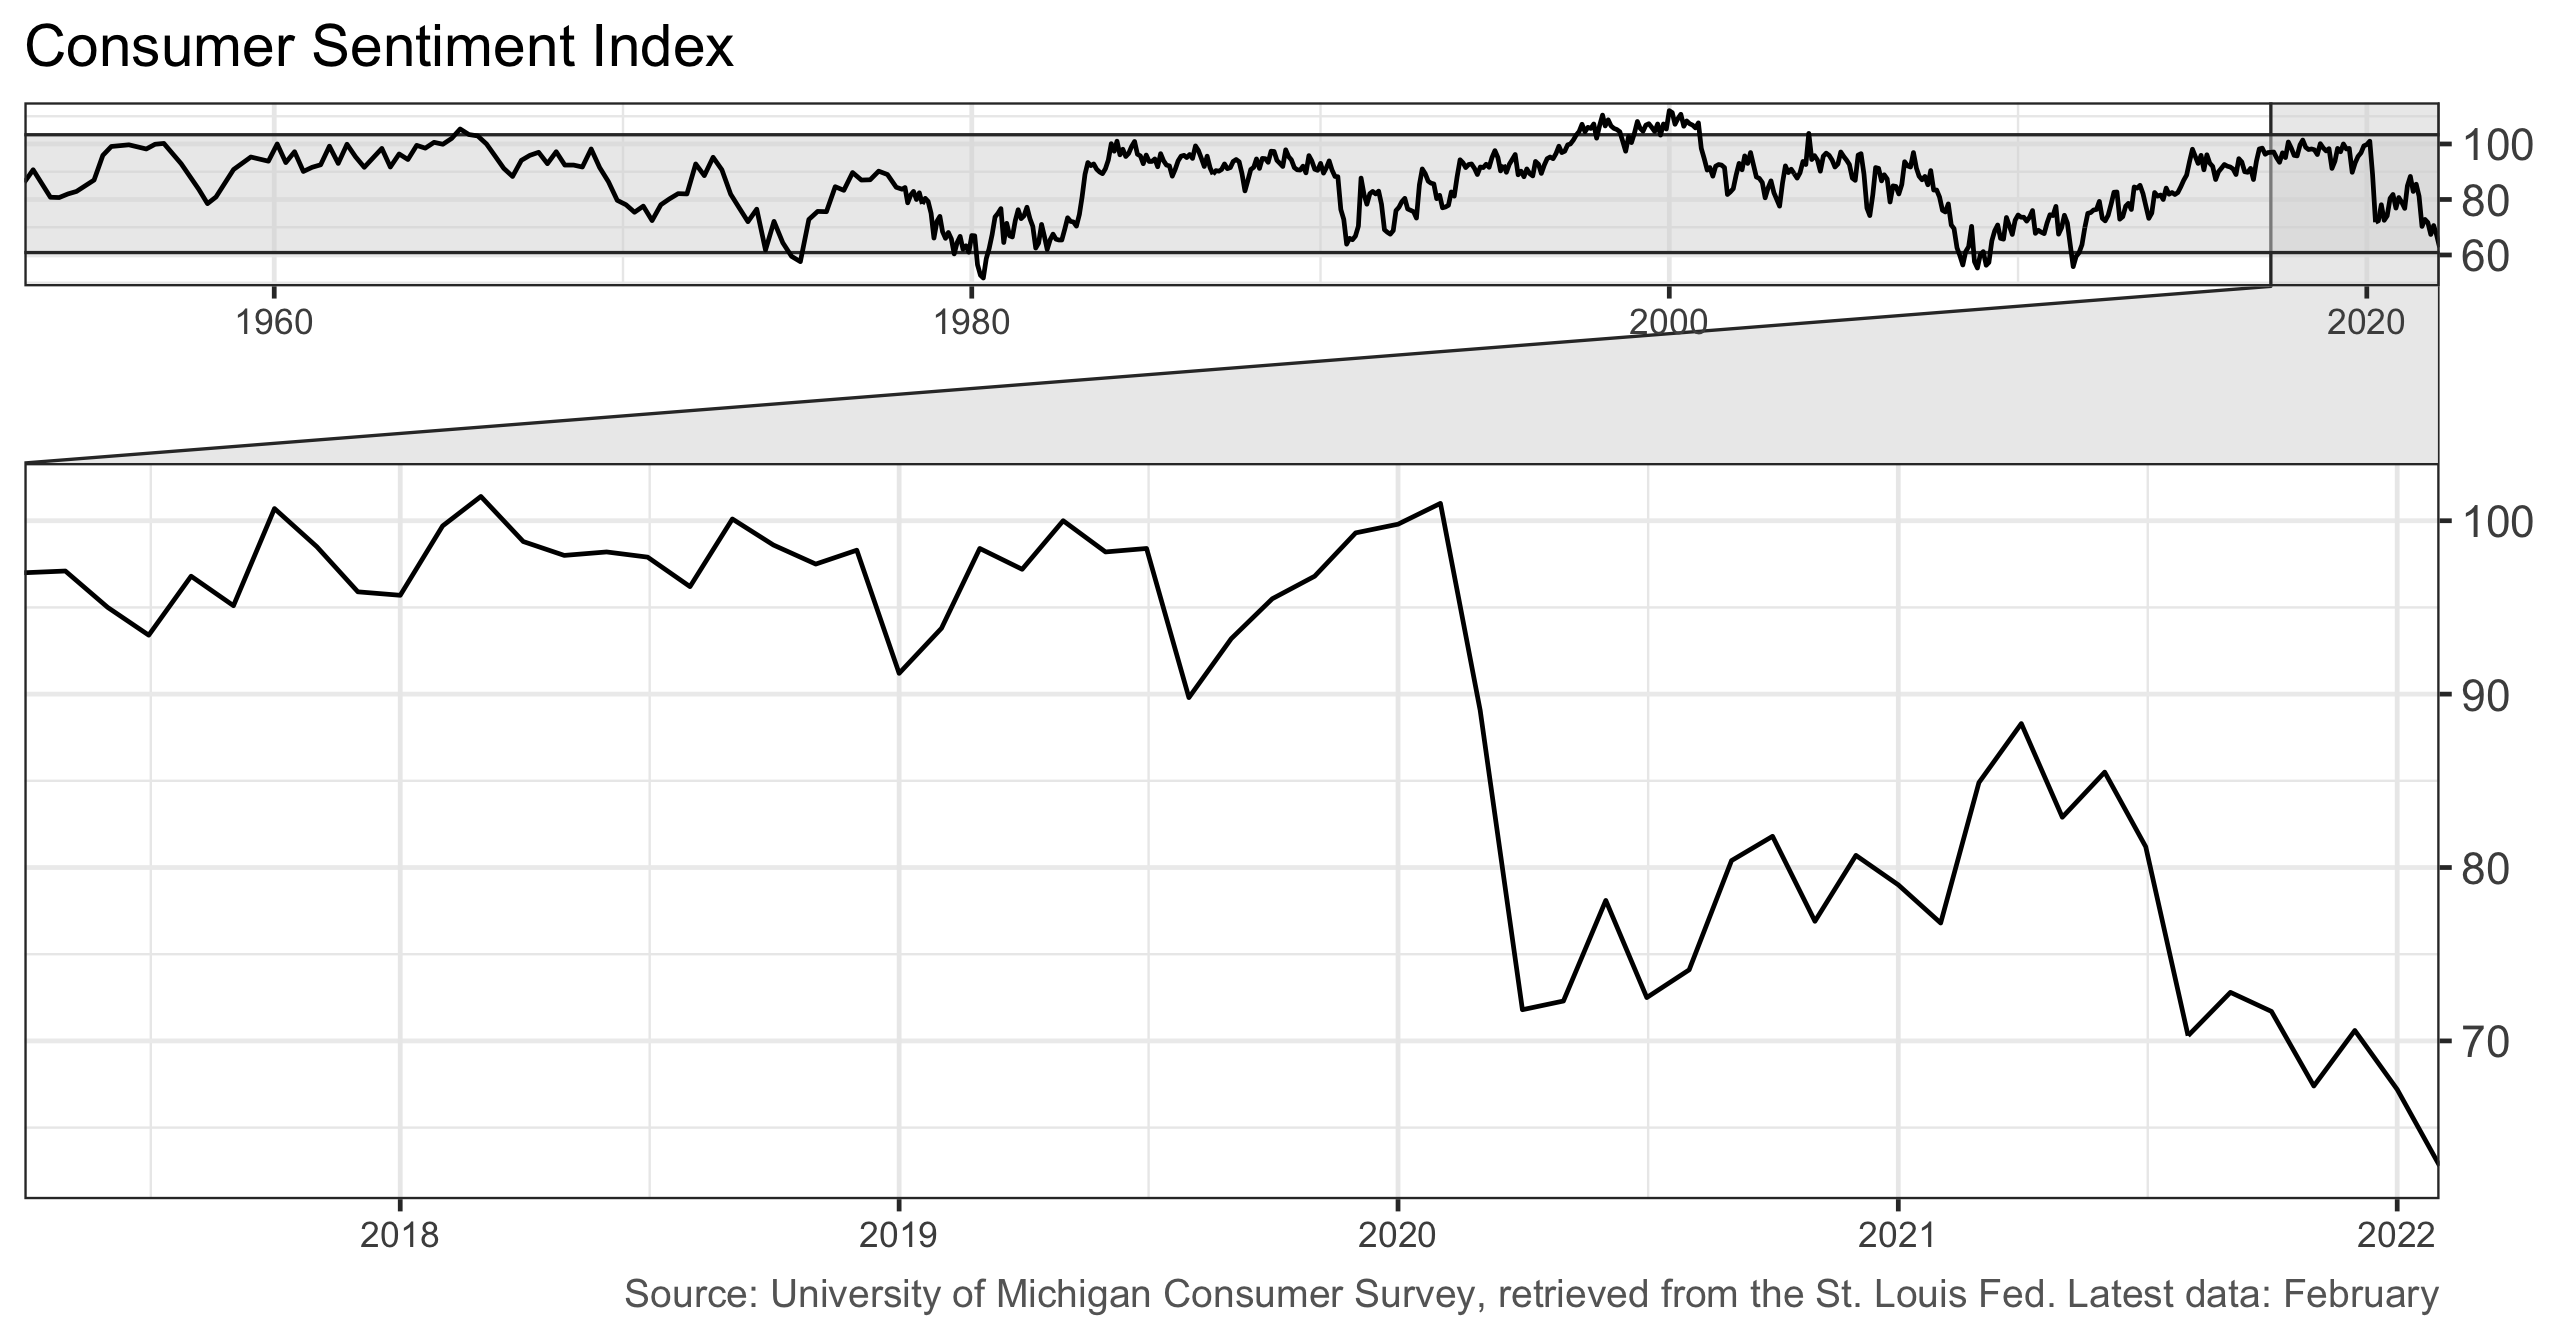 Consumer Sentiment Index
100
80
60
1960 1980 2000 2020
100
90
80
70
2018 2019 2020 2021 2022
Source: University of Michigan Consumer Survey, retrieved from the St. Louis Fed. Latest data: February